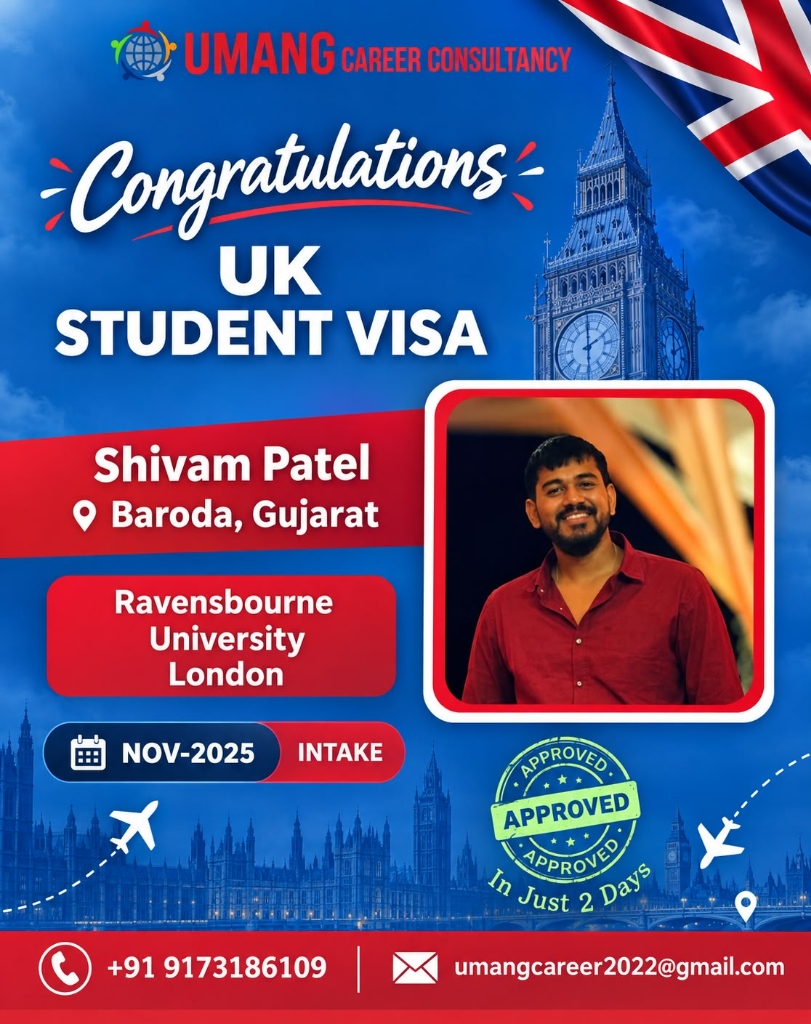 UMANG CAREER CONSULTANCY
Congratulations
UK
STUDENT VISA
Shivam Patel
Baroda, Gujarat
Ravensbourne
University
London
NOV-2025 INTAKE
APPROVED
APPROVED
APPROVED
In Just 2 Days
+91 9173186109
umangcareer2022@gmail.com